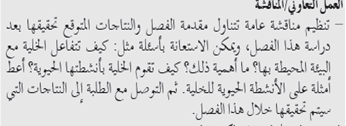 العمل التعاوني/المناقشة
– تنظيم مناقشة عامة تتناول مقدمة الفصل والنتاجات المتوقع تحقيقها بعد
دراسة هذا الفصل، ويمكن الاستعانة بأسئلة مثل: كيف تتفاعل الخلية مع
البيئة المحيطة بها؟ ما أهمية ذلك؟ كيف تقوم الخلية بأنشطتها الحيوية؟ أعط
أمثلة على الأنشطة الحيوية للخلية. ثم التوصل مع الطلبة إلى النتاجات التي
سيتم تحقيقها خلال هذا الفصل.